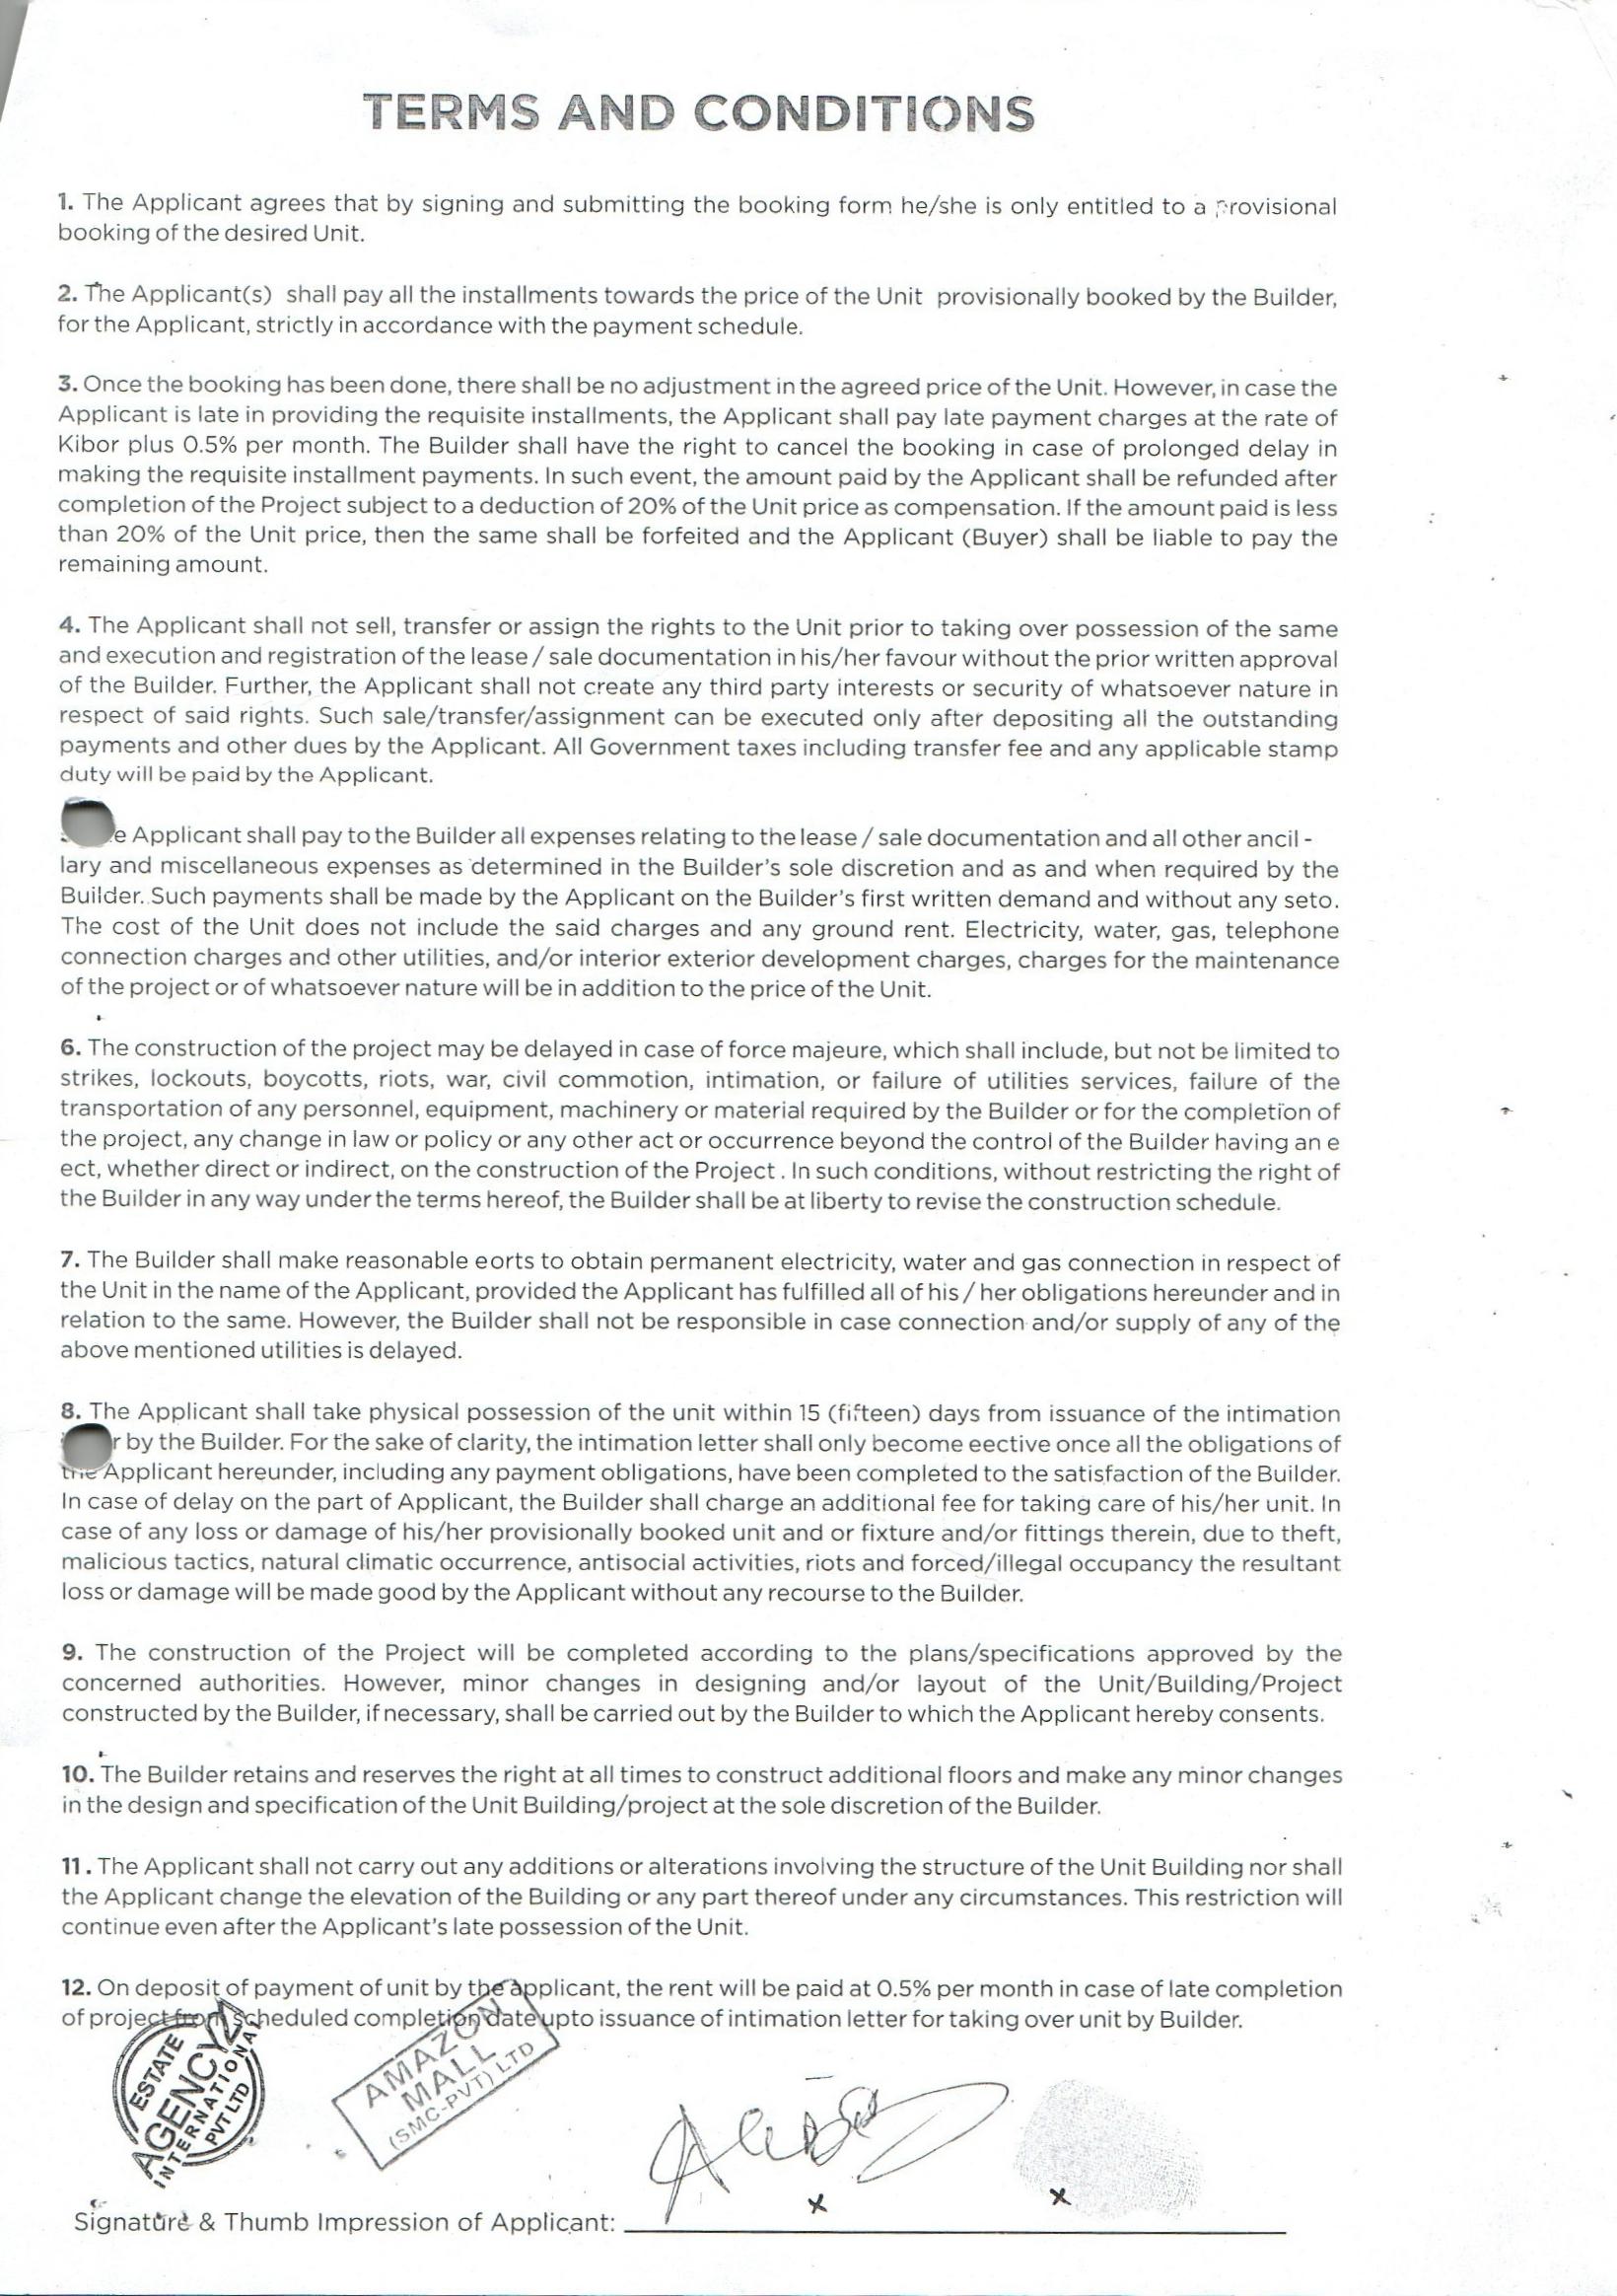 TERMS AND CONDITIONS
1. The Applicant agrees that by signing and submitting the booking form he/she is only entitled to a provisional
booking of the desired Unit.
2. The Applicant(s) shall pay all the installments towards the price of the Unit provisionally booked by the Builder,
for the Applicant, strictly in accordance with the payment schedule.
3. Once the booking has been done, there shall be no adjustment in the agreed price of the Unit. However, in case the
Applicant is late in providing the requisite installments, the Applicant shall pay late payment charges at the rate of
Kibor plus 0.5% per month. The Builder shall have the right to cancel the booking in case of prolonged delay in
making the requisite installment payments. In such event, the amount paid by the Applicant shall be refunded after
completion of the Project subject to a deduction of 20% of the Unit price as compensation. If the amount paid is less
than 20% of the Unit price, then the same shall be forfeited and the Applicant (Buyer) shall be liable to pay the
remaining amount.
4. The Applicant shall not sell, transfer or assign the rights to the Unit prior to taking over possession of the same
and execution and registration of the lease / sale documentation in his/her favour without the prior written approval
of the Builder. Further, the Applicant shall not create any third party interests or security of whatsoever nature in
respect of said rights. Such sale/transfer/assignment can be executed only after depositing all the outstanding
payments and other dues by the Applicant. All Government taxes including transfer fee and any applicable stamp
duty will be paid by the Applicant.
e Applicant shall pay to the Builder all expenses relating to the lease / sale documentation and all other ancil -
lary and miscellaneous expenses as determined in the Builder's sole discretion and as and when required by the
Builder. Such payments shall be made by the Applicant on the Builder's first written demand and without any seto.
The cost of the Unit does not include the said charges and any ground rent. Electricity, water, gas, telephone
connection charges and other utilities, and/or interior exterior development charges, charges for the maintenance
of the project or of whatsoever nature will be in addition to the price of the Unit.
6. The construction of the project may be delayed in case of force majeure, which shall include, but not be limited to
strikes, lockouts, boycotts, riots, war, civil commotion, intimation, or failure of utilities services, failure of the
transportation of any personnel, equipment, machinery or material required by the Builder or for the completion of
the project, any change in law or policy or any other act or occurrence beyond the control of the Builder having an e
ect, whether direct or indirect, on the construction of the Project . In such conditions, without restricting the right of
the Builder in any way under the terms hereof, the Builder shall be at liberty to revise the construction schedule.
7. The Builder shall make reasonable eorts to obtain permanent electricity, water and gas connection in respect of
the Unit in the name of the Applicant, provided the Applicant has fulfilled all of his / her obligations hereunder and in
relation to the same. However, the Builder shall not be responsible in case connection and/or supply of any of the
above mentioned utilities is delayed.
8. The Applicant shall take physical possession of the unit within 15 (fifteen) days from issuance of the intimation
r by the Builder. For the sake of clarity, the intimation letter shall only become eective once all the obligations of
the Applicant hereunder, including any payment obligations, have been completed to the satisfaction of the Builder.
In case of delay on the part of Applicant, the Builder shall charge an additional fee for taking care of his/her unit. In
case of any loss or damage of his/her provisionally booked unit and or fixture and/or fittings therein, due to theft,
malicious tactics, natural climatic occurrence, antisocial activities, riots and forced/illegal occupancy the resultant
loss or damage will be made good by the Applicant without any recourse to the Builder.
9. The construction of the Project will be completed according to the plans/specifications approved by the
concerned authorities. However, minor changes in designing and/or layout of the Unit/Building/Project
constructed by the Builder, if necessary, shall be carried out by the Builder to which the Applicant hereby consents.
10. The Builder retains and reserves the right at all times to construct additional floors and make any minor changes
in the design and specification of the Unit Building/project at the sole discretion of the Builder.
11. The Applicant shall not carry out any additions or alterations involving the structure of the Unit Building nor shall
the Applicant change the elevation of the Building or any part thereof under any circumstances. This restriction will
continue even after the Applicant's late possession of the Unit.
12. On deposit of payment of unit by the applicant, the rent will be paid at 0.5% per month in case of late completion
of project from scheduled completion date upto issuance of intimation letter for taking over unit by Builder.
ESTATE
AGENCY21
INTERNATIONAL
PVT LTD
AMAZON
MALL
(SMC-PVT) LTD
x x
Signature & Thumb Impression of Applicant: